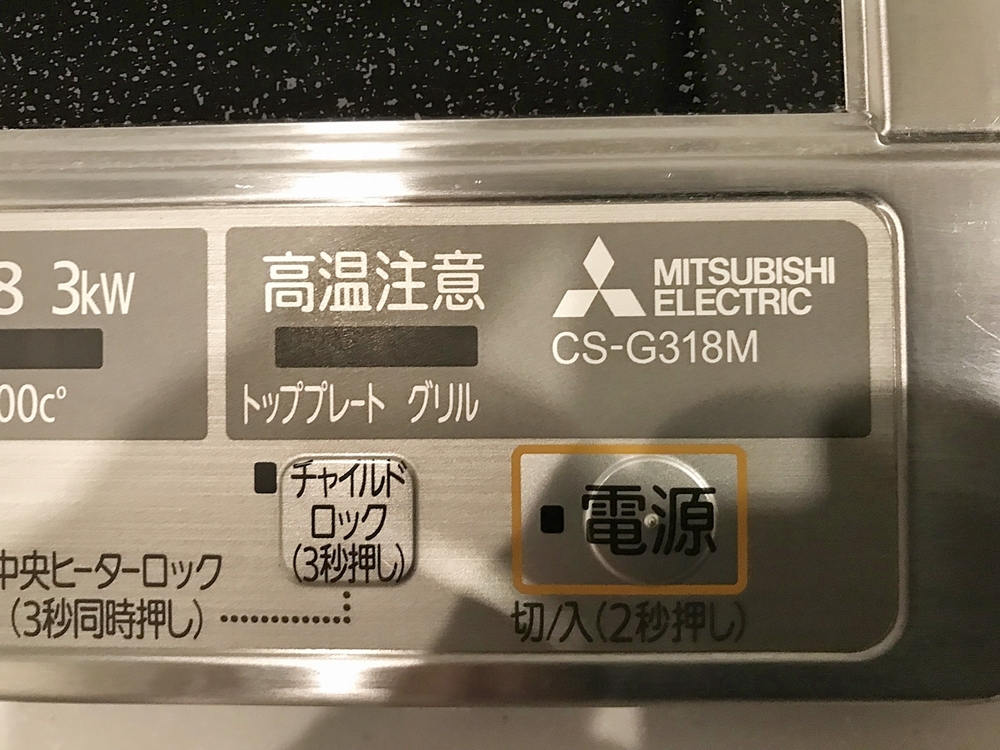 8 3kW
00c°
高温注意
トッププレート グリル
MITSUBISHI
ELECTRIC
CS-G318M
チャイルド
ロック
(3秒押し)
中央ヒーターロック
(3秒同時押し)
電源
切/入(2秒押し)